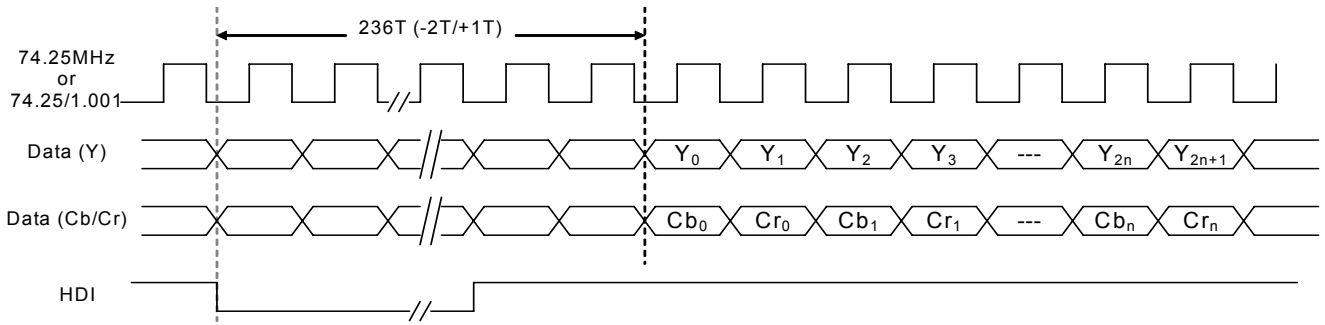 236T (-2T/+1T)
74.25MHz
or
74.25/1.001
Data (Y)
Y0 Y1 Y2 Y3 --- Y2n Y2n+1
Data (Cb/Cr)
Cb0 Cr0 Cb1 Cr1 --- Cbn Crn
HDI